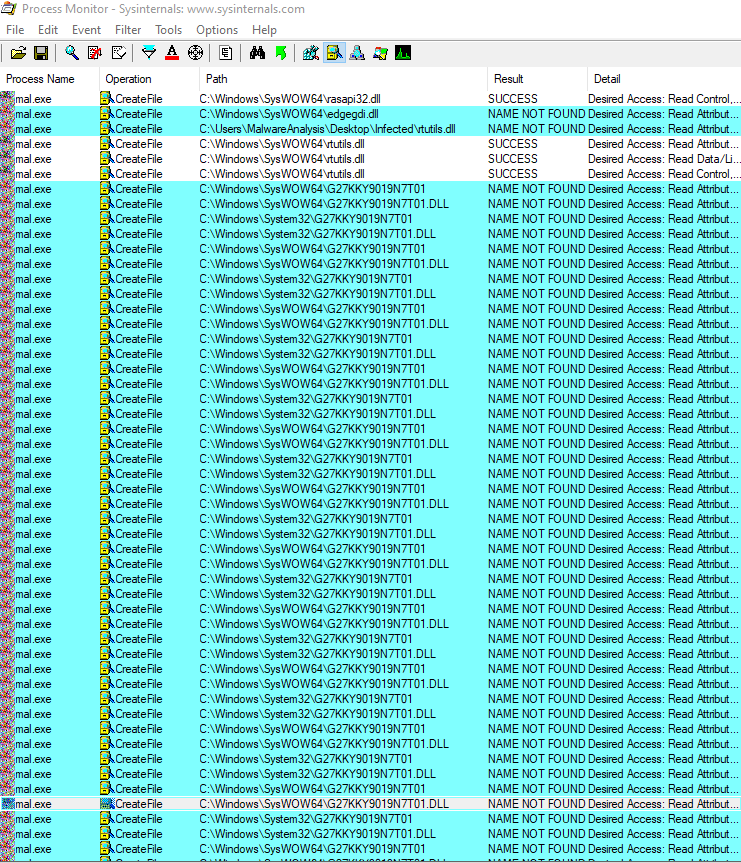 Process Monitor - Sysinternals: www.sysinternals.com
File Edit Event Filter Tools Options Help
Process Name Operation Path Result Detail
mal.exe CreateFile C:\Windows\SysWOW64\rasapi32.dll SUCCESS Desired Access: Read Control,...
mal.exe CreateFile C:\Windows\SysWOW64\edgegdi.dll NAME NOT FOUND Desired Access: Read Attribut...
mal.exe CreateFile C:\Users\MalwareAnalysis\Desktop\Infected\rtutils.dll NAME NOT FOUND Desired Access: Read Attribut...
mal.exe CreateFile C:\Windows\SysWOW64\rtutils.dll SUCCESS Desired Access: Read Attribut...
mal.exe CreateFile C:\Windows\SysWOW64\rtutils.dll SUCCESS Desired Access: Read Data/Li...
mal.exe CreateFile C:\Windows\SysWOW64\rtutils.dll SUCCESS Desired Access: Read Control,...
mal.exe CreateFile C:\Windows\SysWOW64\G27KKY9019N7T01 NAME NOT FOUND Desired Access: Read Attribut...
mal.exe CreateFile C:\Windows\SysWOW64\G27KKY9019N7T01.DLL NAME NOT FOUND Desired Access: Read Attribut...
mal.exe CreateFile C:\Windows\System32\G27KKY9019N7T01 NAME NOT FOUND Desired Access: Read Attribut...
mal.exe CreateFile C:\Windows\System32\G27KKY9019N7T01.DLL NAME NOT FOUND Desired Access: Read Attribut...
mal.exe CreateFile C:\Windows\SysWOW64\G27KKY9019N7T01 NAME NOT FOUND Desired Access: Read Attribut...
mal.exe CreateFile C:\Windows\SysWOW64\G27KKY9019N7T01.DLL NAME NOT FOUND Desired Access: Read Attribut...
mal.exe CreateFile C:\Windows\System32\G27KKY9019N7T01 NAME NOT FOUND Desired Access: Read Attribut...
mal.exe CreateFile C:\Windows\System32\G27KKY9019N7T01.DLL NAME NOT FOUND Desired Access: Read Attribut...
mal.exe CreateFile C:\Windows\SysWOW64\G27KKY9019N7T01 NAME NOT FOUND Desired Access: Read Attribut...
mal.exe CreateFile C:\Windows\SysWOW64\G27KKY9019N7T01.DLL NAME NOT FOUND Desired Access: Read Attribut...
mal.exe CreateFile C:\Windows\System32\G27KKY9019N7T01 NAME NOT FOUND Desired Access: Read Attribut...
mal.exe CreateFile C:\Windows\System32\G27KKY9019N7T01.DLL NAME NOT FOUND Desired Access: Read Attribut...
mal.exe CreateFile C:\Windows\SysWOW64\G27KKY9019N7T01 NAME NOT FOUND Desired Access: Read Attribut...
mal.exe CreateFile C:\Windows\SysWOW64\G27KKY9019N7T01.DLL NAME NOT FOUND Desired Access: Read Attribut...
mal.exe CreateFile C:\Windows\System32\G27KKY9019N7T01 NAME NOT FOUND Desired Access: Read Attribut...
mal.exe CreateFile C:\Windows\System32\G27KKY9019N7T01.DLL NAME NOT FOUND Desired Access: Read Attribut...
mal.exe CreateFile C:\Windows\SysWOW64\G27KKY9019N7T01 NAME NOT FOUND Desired Access: Read Attribut...
mal.exe CreateFile C:\Windows\SysWOW64\G27KKY9019N7T01.DLL NAME NOT FOUND Desired Access: Read Attribut...
mal.exe CreateFile C:\Windows\System32\G27KKY9019N7T01 NAME NOT FOUND Desired Access: Read Attribut...
mal.exe CreateFile C:\Windows\System32\G27KKY9019N7T01.DLL NAME NOT FOUND Desired Access: Read Attribut...
mal.exe CreateFile C:\Windows\SysWOW64\G27KKY9019N7T01 NAME NOT FOUND Desired Access: Read Attribut...
mal.exe CreateFile C:\Windows\SysWOW64\G27KKY9019N7T01.DLL NAME NOT FOUND Desired Access: Read Attribut...
mal.exe CreateFile C:\Windows\System32\G27KKY9019N7T01 NAME NOT FOUND Desired Access: Read Attribut...
mal.exe CreateFile C:\Windows\System32\G27KKY9019N7T01.DLL NAME NOT FOUND Desired Access: Read Attribut...
mal.exe CreateFile C:\Windows\SysWOW64\G27KKY9019N7T01 NAME NOT FOUND Desired Access: Read Attribut...
mal.exe CreateFile C:\Windows\SysWOW64\G27KKY9019N7T01.DLL NAME NOT FOUND Desired Access: Read Attribut...
mal.exe CreateFile C:\Windows\System32\G27KKY9019N7T01 NAME NOT FOUND Desired Access: Read Attribut...
mal.exe CreateFile C:\Windows\System32\G27KKY9019N7T01.DLL NAME NOT FOUND Desired Access: Read Attribut...
mal.exe CreateFile C:\Windows\SysWOW64\G27KKY9019N7T01 NAME NOT FOUND Desired Access: Read Attribut...
mal.exe CreateFile C:\Windows\SysWOW64\G27KKY9019N7T01.DLL NAME NOT FOUND Desired Access: Read Attribut...
mal.exe CreateFile C:\Windows\System32\G27KKY9019N7T01 NAME NOT FOUND Desired Access: Read Attribut...
mal.exe CreateFile C:\Windows\System32\G27KKY9019N7T01.DLL NAME NOT FOUND Desired Access: Read Attribut...
mal.exe CreateFile C:\Windows\SysWOW64\G27KKY9019N7T01 NAME NOT FOUND Desired Access: Read Attribut...
mal.exe CreateFile C:\Windows\SysWOW64\G27KKY9019N7T01.DLL NAME NOT FOUND Desired Access: Read Attribut...
mal.exe CreateFile C:\Windows\System32\G27KKY9019N7T01 NAME NOT FOUND Desired Access: Read Attribut...
mal.exe CreateFile C:\Windows\System32\G27KKY9019N7T01.DLL NAME NOT FOUND Desired Access: Read Attribut...
mal.exe CreateFile C:\Windows\SysWOW64\G27KKY9019N7T01 NAME NOT FOUND Desired Access: Read Attribut...
mal.exe CreateFile C:\Windows\SysWOW64\G27KKY9019N7T01.DLL NAME NOT FOUND Desired Access: Read Attribut...
mal.exe CreateFile C:\Windows\System32\G27KKY9019N7T01 NAME NOT FOUND Desired Access: Read Attribut...
mal.exe CreateFile C:\Windows\System32\G27KKY9019N7T01.DLL NAME NOT FOUND Desired Access: Read Attribut...
mal.exe CreateFile C:\Windows\SysWOW64\G27KKY9019N7T01 NAME NOT FOUND Desired Access: Read Attribut...
mal.exe CreateFile C:\Windows\SysWOW64\G27KKY9019N7T01.DLL NAME NOT FOUND Desired Access: Read Attribut...
mal.exe CreateFile C:\Windows\System32\G27KKY9019N7T01 NAME NOT FOUND Desired Access: Read Attribut...
mal.exe CreateFile C:\Windows\System32\G27KKY9019N7T01.DLL NAME NOT FOUND Desired Access: Read Attribut...
mal.exe CreateFile C:\Windows\SysWOW64\G27KKY9019N7T01 NAME NOT FOUND Desired Access: Read Attribut...